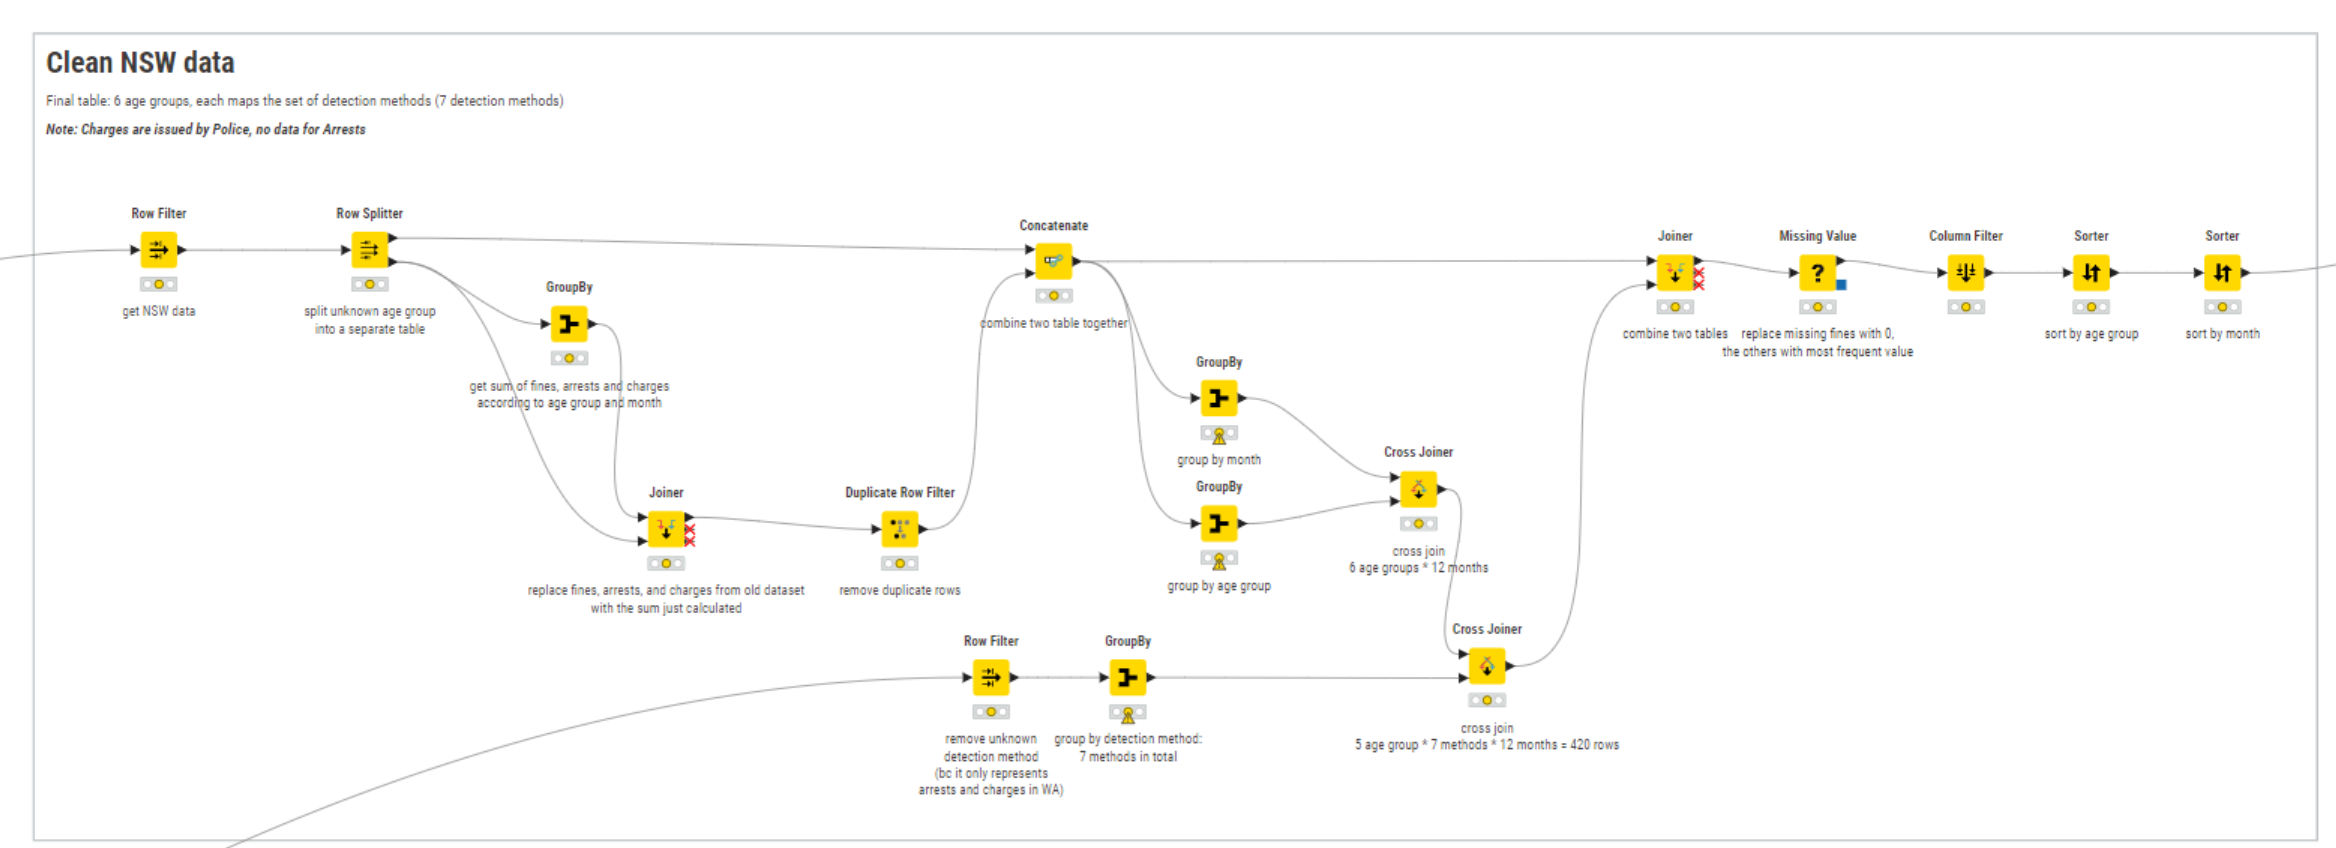 Clean NSW data
Final table: 6 age groups, each maps the set of detection methods (7 detection methods)
Note: Charges are issued by Police, no data for Arrests
Row Filter
get NSW data
Row Splitter
split unknown age group
into a separate table
GroupBy
get sum of fines, arrests and charges
according to age group and month
Joiner
replace fines, arrests, and charges from old dataset
with the sum just calculated
Duplicate Row Filter
remove duplicate rows
Concatenate
combine two table together
GroupBy
group by month
GroupBy
group by age group
Cross Joiner
cross join
6 age groups * 12 months
Row Filter
remove unknown
detection method
(bc it only represents
arrests and charges in WA)
GroupBy
group by detection method:
7 methods in total
Cross Joiner
cross join
5 age group * 7 methods * 12 months = 420 rows
Joiner
combine two tables
Missing Value
?
replace missing fines with 0,
the others with most frequent value
Column Filter
Sorter
sort by age group
Sorter
sort by month